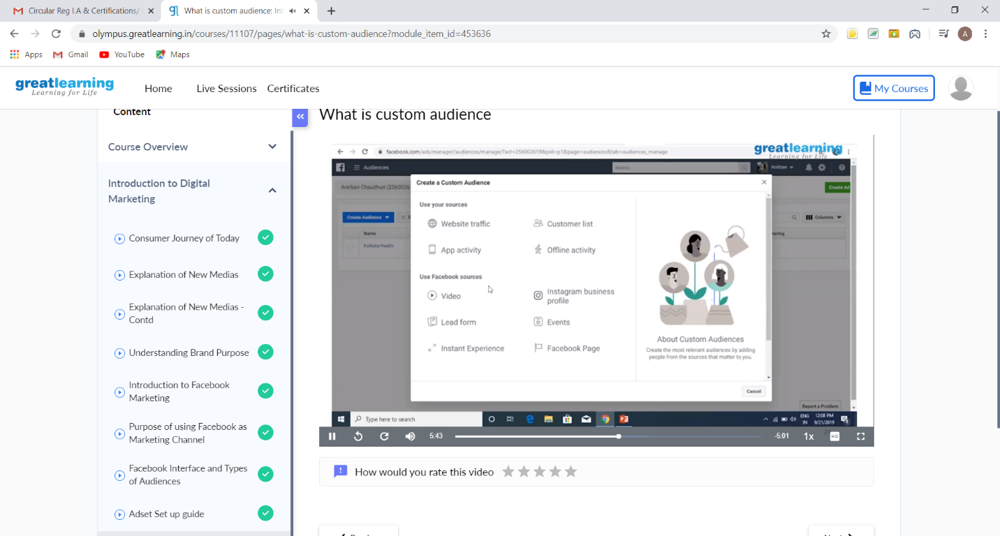 Circular Reg I.A & Certifications/
What is custom audience: Int
olympus.greatlearning.in/courses/11107/pages/what-is-custom-audience?module_item_id=453636
A
Apps Gmail YouTube Maps
greatlearning
Learning for Life
Home Live Sessions Certificates
My Courses
Content
Course Overview
Introduction to Digital
Marketing
Consumer Journey of Today
Explanation of New Medias
Explanation of New Medias -
Contd
Understanding Brand Purpose
Introduction to Facebook
Marketing
Purpose of using Facebook as
Marketing Channel
Facebook Interface and Types
of Audiences
Adset Set up guide
What is custom audience
facebook.com/ads/manager/audiences/manage/?act=256002619&pid=p1&page=audiences&tab=audiences_manage
greatlearning
Learning for Life
Audiences
Search
Anirban
Anirban Chaudhuri (2560026
Create Ad
Create a Custom Audience
Create Audience
Columns
Name
Kolkata Health
Use your sources
Website traffic
Customer list
App activity
Offline activity
Use Facebook sources
Video
Instagram business
profile
Lead form
Events
Instant Experience
Facebook Page
About Custom Audiences
Create the most relevant audiences by adding
people from the sources that matter to you.
Cancel
Report a Problem
Type here to search
ENG
IN
12:08 PM
9/21/2019
5:43
-5:01
1x
HD
How would you rate this video